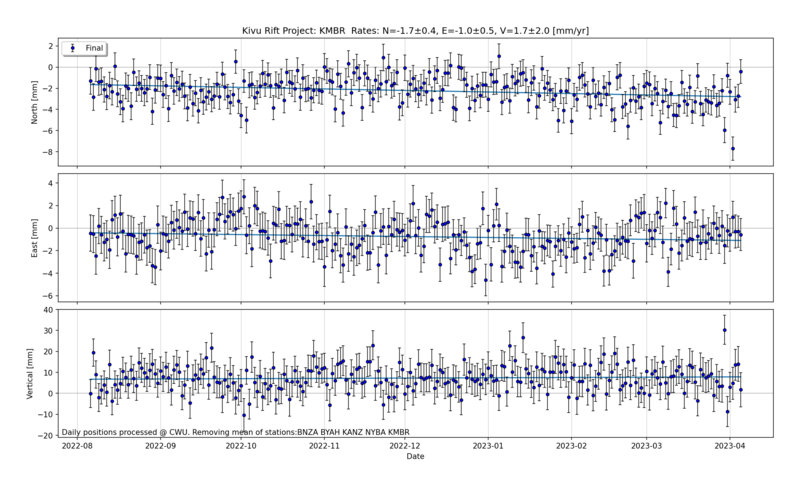 Kivu Rift Project: KMBR  Rates: N=-1.7±0.4, E=-1.0±0.5, V=1.7±2.0 [mm/yr]
Final
North [mm]
2
0
−2
−4
−6
−8
East [mm]
4
2
0
−2
−4
−6
Vertical [mm]
40
30
20
10
0
−10
−20
Daily positions processed @ CWU. Removing mean of stations:BNZA BYAH KANZ NYBA KMBR
2022-08 2022-09 2022-10 2022-11 2022-12 2023-01 2023-02 2023-03 2023-04
Date